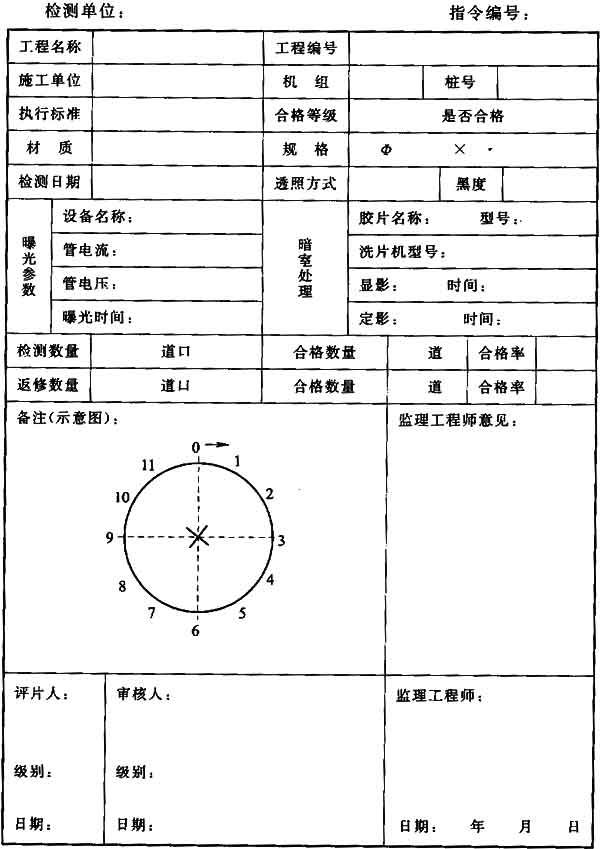 检测单位： 指令编号：
工程名称 工程编号
施工单位 机 组 桩号
执行标准 合格等级 是否合格
材 质 规 格 Φ ×
检测日期 透照方式 黑度
曝光参数 设备名称： 暗室处理 胶片名称： 型号：
管电流： 洗片机型号：
管电压： 显影： 时间：
曝光时间： 定影： 时间：
检测数量 道口 合格数量 道 合格率
返修数量 道口 合格数量 道 合格率
备注（示意图）： 监理工程师意见：
0
11 1
10 2
9 3
8 4
7 5
6
评片人： 审核人： 监理工程师：
级别： 级别：
日期： 日期： 日期： 年 月 日